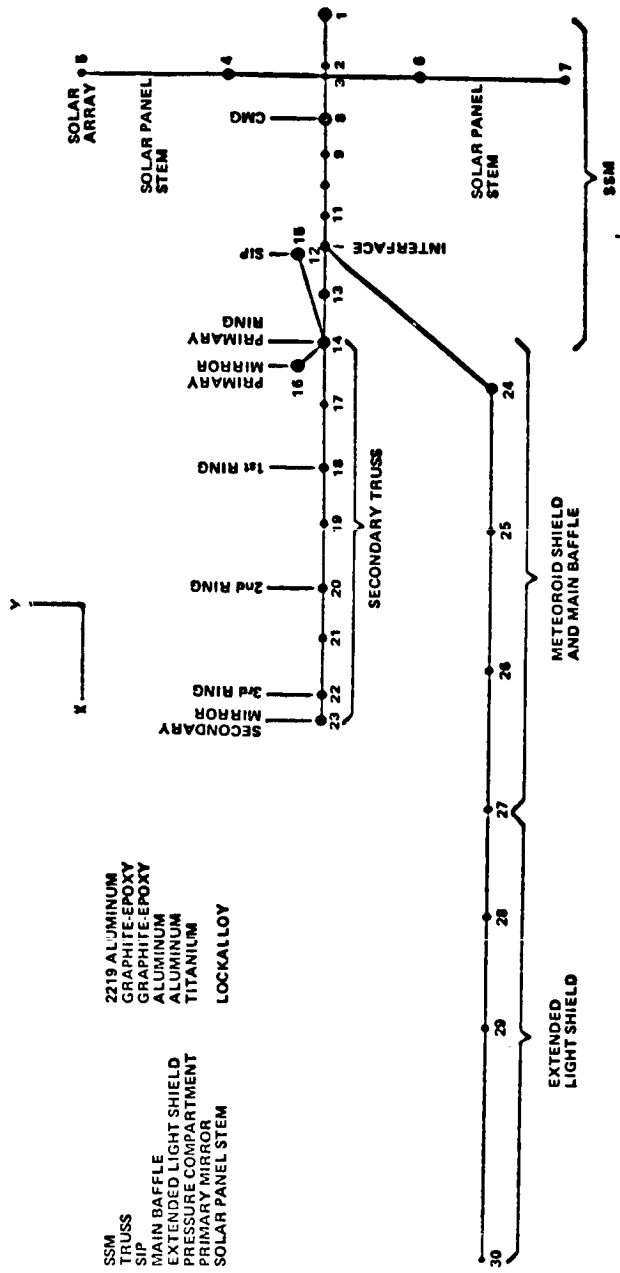 SSM 2219 ALUMINUM
TRUSS GRAPHITE-EPOXY
SIP GRAPHITE-EPOXY
MAIN BAFFLE ALUMINUM
EXTENDED LIGHT SHIELD ALUMINUM
PRESSURE COMPARTMENT TITANIUM
PRIMARY MIRROR
SOLAR PANEL STEM LOCKALLOY
Y
X
SOLAR
ARRAY
5
SOLAR PANEL
STEM
4
CMG
SIP
15
PRIMARY
RING
PRIMARY
MIRROR
16
1st RING
2nd RING
3rd RING
SECONDARY
MIRROR
23
22
21
20
19
18
17
14
13
12
11
9
8
3
2
1
INTERFACE
6
SOLAR PANEL
STEM
7
SSM
SECONDARY TRUSS
30
29
28
27
26
25
24
EXTENDED
LIGHT SHIELD
METEOROID SHIELD
AND MAIN BAFFLE